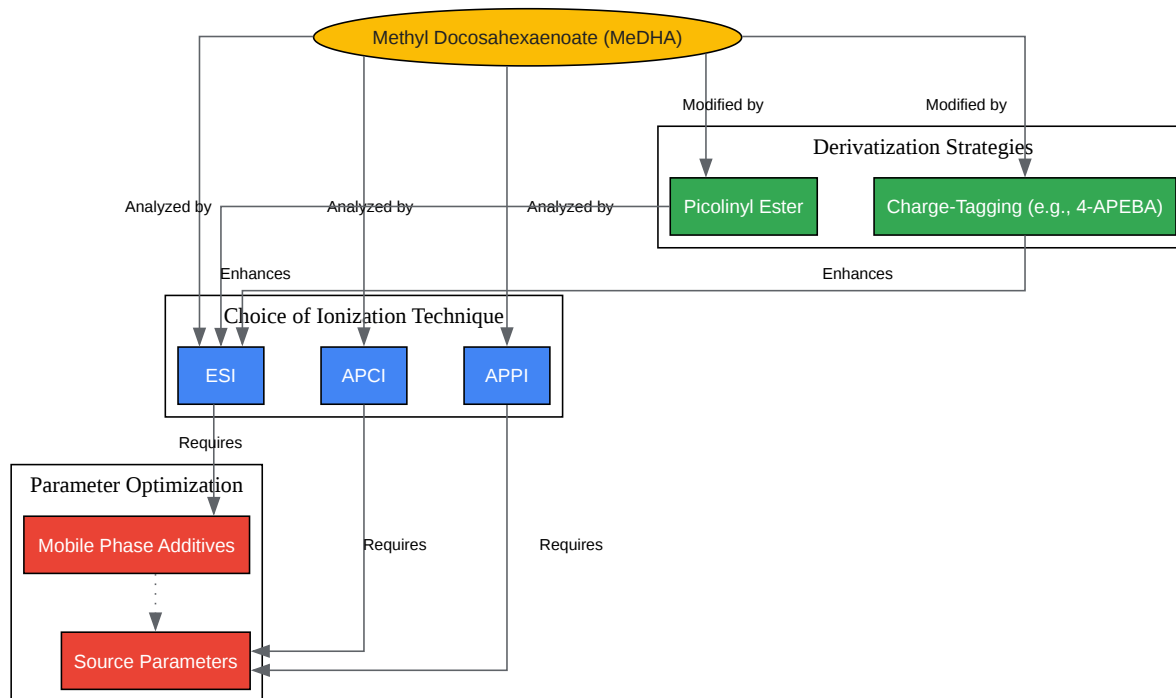 Methyl Docosahexaenoate (MeDHA)
Modified by
Modified by
Derivatization Strategies
Picolinyl Ester
Charge-Tagging (e.g., 4-APEBA)
Analyzed by
Analyzed by
Analyzed by
Enhances
Enhances
Choice of Ionization Technique
ESI
APCI
APPI
Requires
Parameter Optimization
Mobile Phase Additives
Requires
Requires
Source Parameters